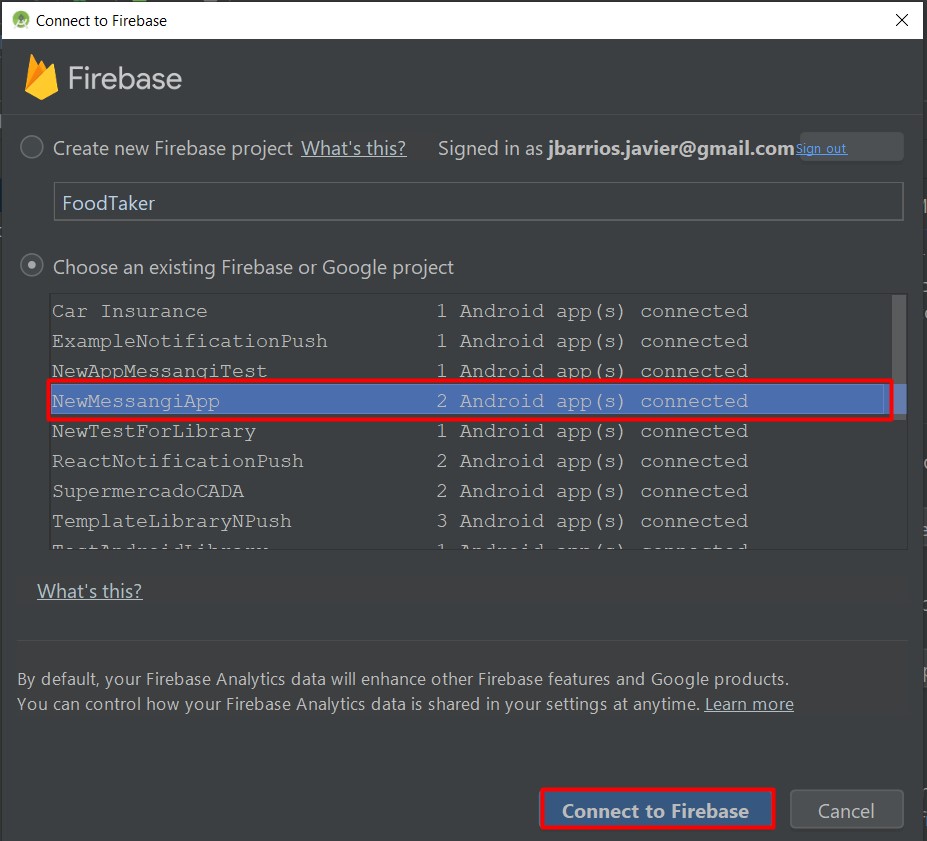 Connect to Firebase
Firebase
Create new Firebase project What's this? Signed in as jbarrios.javier@gmail.com Sign out
FoodTaker
Choose an existing Firebase or Google project
Car Insurance 1 Android app(s) connected
ExampleNotificationPush 1 Android app(s) connected
NewAppMessangiTest 1 Android app(s) connected
NewMessangiApp 2 Android app(s) connected
NewTestForLibrary 1 Android app(s) connected
ReactNotificationPush 2 Android app(s) connected
SupermercadoCADA 2 Android app(s) connected
TemplateLibraryNPush 3 Android app(s) connected
TestAndroidLibrary 1 Android app(s) connected
What's this?
By default, your Firebase Analytics data will enhance other Firebase features and Google products.
You can control how your Firebase Analytics data is shared in your settings at anytime. Learn more
Connect to Firebase Cancel